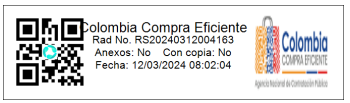 Colombia Compra Eficiente
Rad No. RS20240312004163
Anexos: No Con copia: No
Fecha: 12/03/2024 08:02:04
Colombia
COMPRA EFICIENTE
Agencia Nacional de Contratación Pública